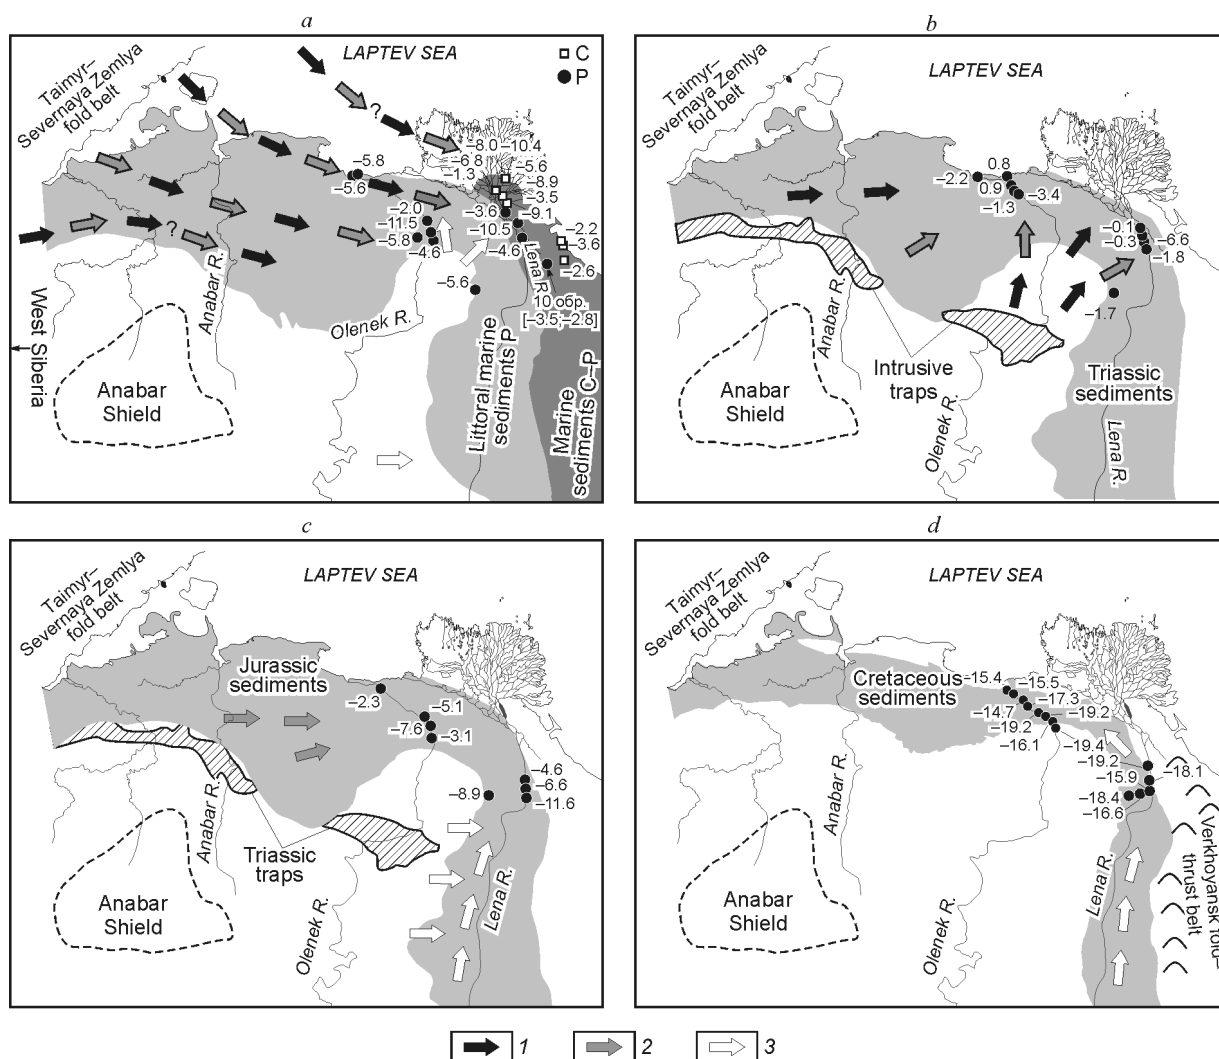 a
LAPTEV SEA
C
P
Taimyr–
Severnaya Zemlya
fold belt
?
–8.0
–10.4
–6.8
–1.3
–5.6
–8.9
–3.5
–5.8
–5.6
–2.0
–3.6
–9.1
–11.5
–10.5
–2.2
–5.8
–4.6
–4.6
–3.6
?
–5.6
–2.6
Lena R.
10 обр.
[–3.5;–2.8]
Anabar R.
Olenek R.
West Siberia
Anabar
Shield
Littoral marine
sediments P
Marine
sediments C–P
b
LAPTEV SEA
Taimyr–
Severnaya Zemlya
fold belt
0.8
–2.2
0.9
–3.4
–1.3
–0.1
–0.3
–6.6
–1.8
–1.7
Anabar R.
Intrusive
traps
Triassic
sediments
Anabar
Shield
Olenek R.
Lena R.
c
LAPTEV SEA
Taimyr–
Severnaya Zemlya
fold belt
Jurassic
sediments
–2.3
–5.1
–7.6
–3.1
–4.6
–6.6
–8.9
–11.6
Anabar R.
Triassic
traps
Anabar
Shield
Olenek R.
Lena R.
d
LAPTEV SEA
Taimyr–
Severnaya Zemlya
fold belt
Cretaceous
sediments
–15.4
–15.5
–17.3
–14.7
–19.2
–19.2
–16.1
–19.4
–19.2
–15.9
–18.1
–18.4
–16.6
Anabar R.
Anabar
Shield
Olenek R.
Lena R.
Verkhoyansk fold–
thrust belt
1
2
3